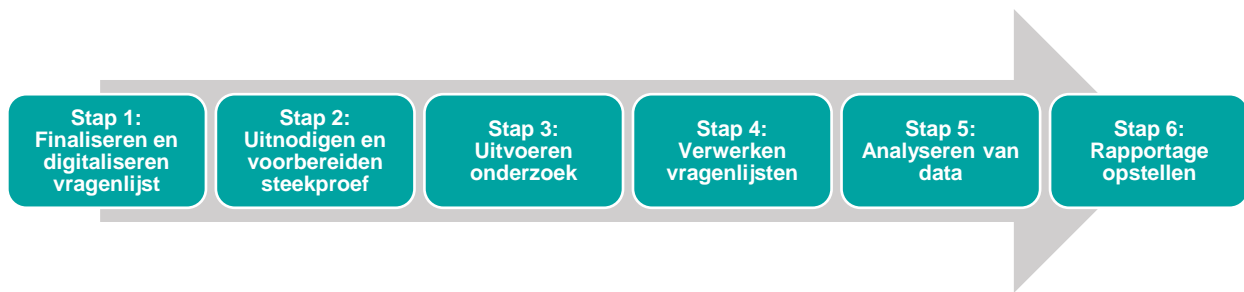 Stap 1:
Finaliseren en
digitaliseren
vragenlijst
Stap 2:
Uitnodigen en
voorbereiden
steekproef
Stap 3:
Uitvoeren
onderzoek
Stap 4:
Verwerken
vragenlijsten
Stap 5:
Analyseren van
data
Stap 6:
Rapportage
opstellen